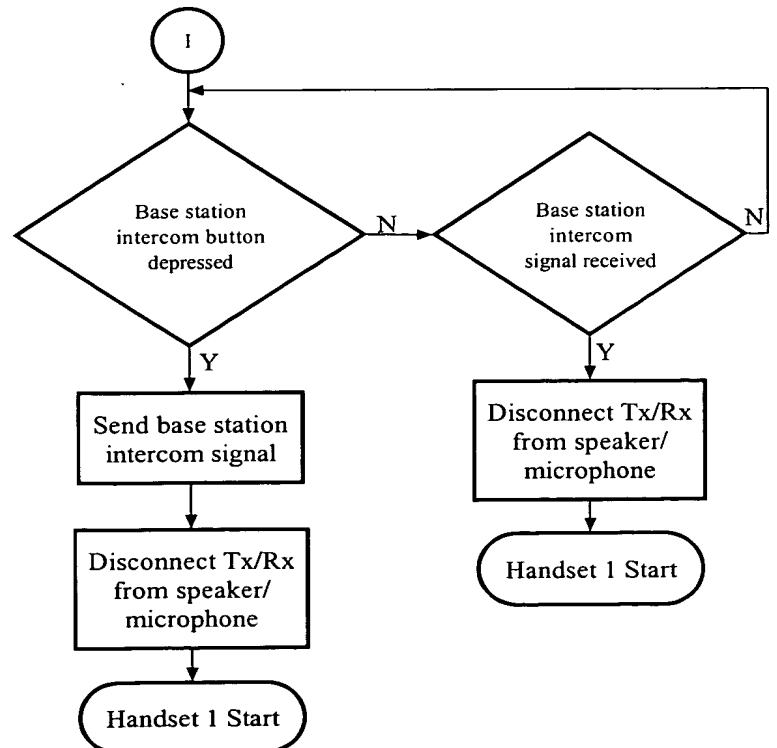 I
Base station
intercom button
depressed
N
Base station
intercom
signal received
N
Y
Y
Send base station
intercom signal
Disconnect Tx/Rx
from speaker/
microphone
Disconnect Tx/Rx
from speaker/
microphone
Handset 1 Start
Handset 1 Start